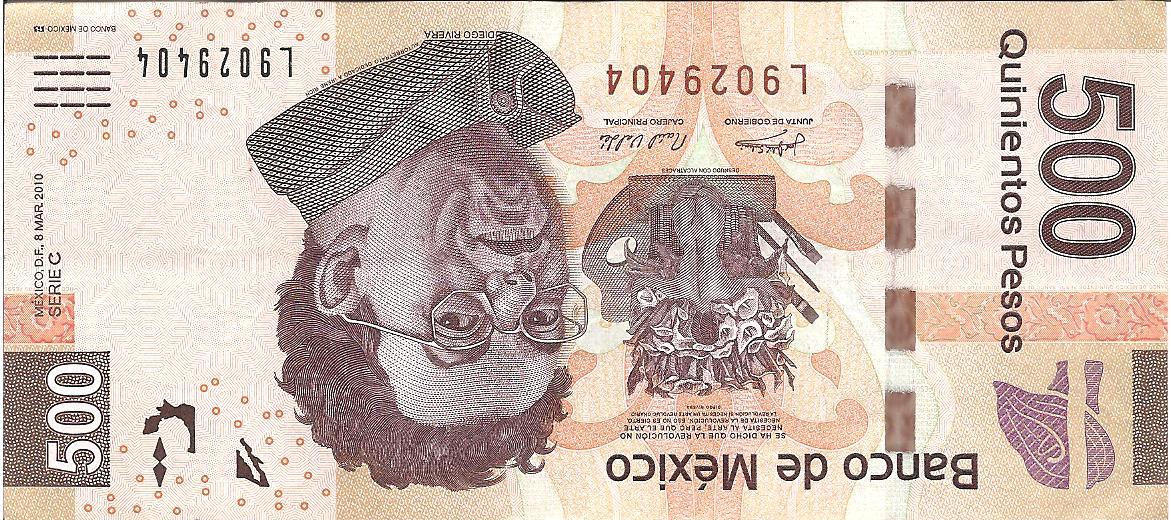 Banco de México
SE HA DICHO QUE LA REVOLUCIÓN NO
NECESITA AL ARTE, PERO QUE EL ARTE
NECESITA DE LA REVOLUCIÓN. ESO NO ES CIERTO.
LA REVOLUCIÓN SÍ NECESITA UN ARTE REVOLUCIONARIO
DIEGO RIVERA
500
Quinientos Pesos
500
MÉXICO, D.F., 8 MAR. 2010
SERIE C
DESNUDO CON ALCATRACES
JUNTA DE GOBIERNO
CAJERO PRINCIPAL
L9029404
DIEGO RIVERA
L9029404
BANCO DE MÉXICO